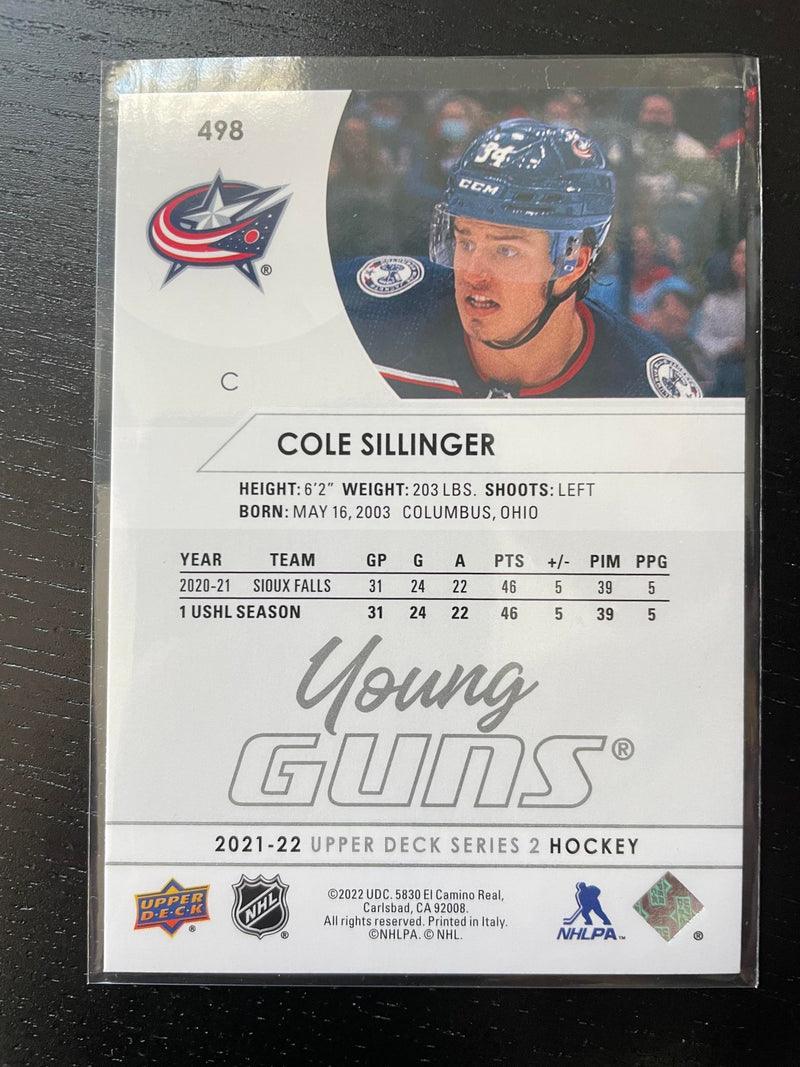 498
34
CCM
C
COLE SILLINGER
HEIGHT: 6'2" WEIGHT: 203 LBS. SHOOTS: LEFT
BORN: MAY 16, 2003 COLUMBUS, OHIO
YEAR TEAM GP G A PTS +/- PIM PPG
2020-21 SIOUX FALLS 31 24 22 46 5 39 5
1 USHL SEASON 31 24 22 46 5 39 5
Young
GUNS®
2021-22 UPPER DECK SERIES 2 HOCKEY
UPPER
D·E·C·K
®
NHL
®
©2022 UDC. 5830 El Camino Real,
Carlsbad, CA 92008.
All rights reserved. Printed in Italy.
©NHLPA. © NHL.
NHLPA™
®